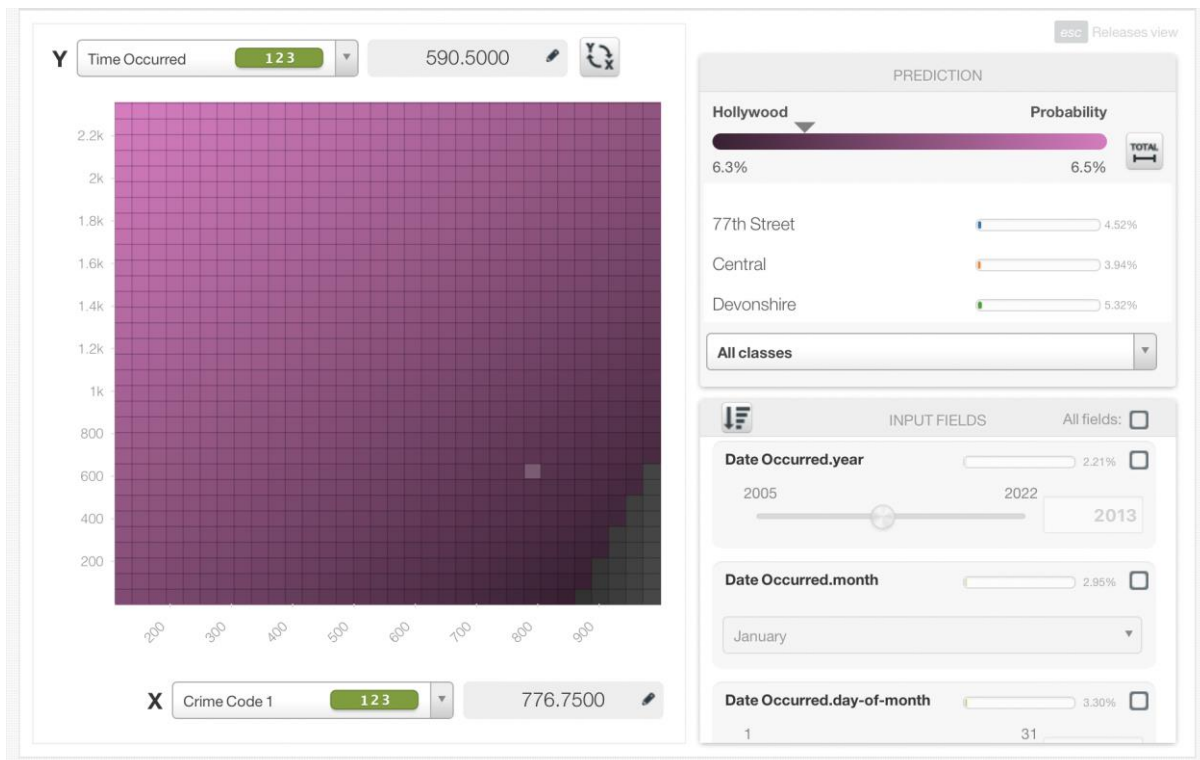 esc Releases view
Y Time Occurred 123 590.5000 Y X
2.2k
2k
1.8k
1.6k
1.4k
1.2k
1k
800
600
400
200
200 300 400 500 600 700 800 900
X Crime Code 1 123 776.7500
PREDICTION
Hollywood Probability
6.3% 6.5% TOTAL
77th Street 4.52%
Central 3.94%
Devonshire 5.32%
All classes
INPUT FIELDS All fields:
Date Occurred.year 2.21%
2005 2022
2013
Date Occurred.month 2.95%
January
Date Occurred.day-of-month 3.30%
1 31